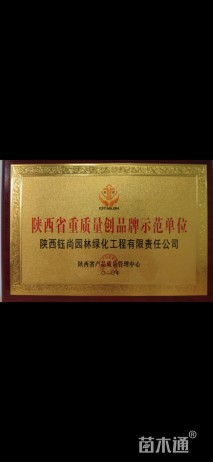 陕西省重质量创品牌示范单位
陕西钰尚园林绿化工程有限责任公司
陕西省产品质量管理中心
苗木通